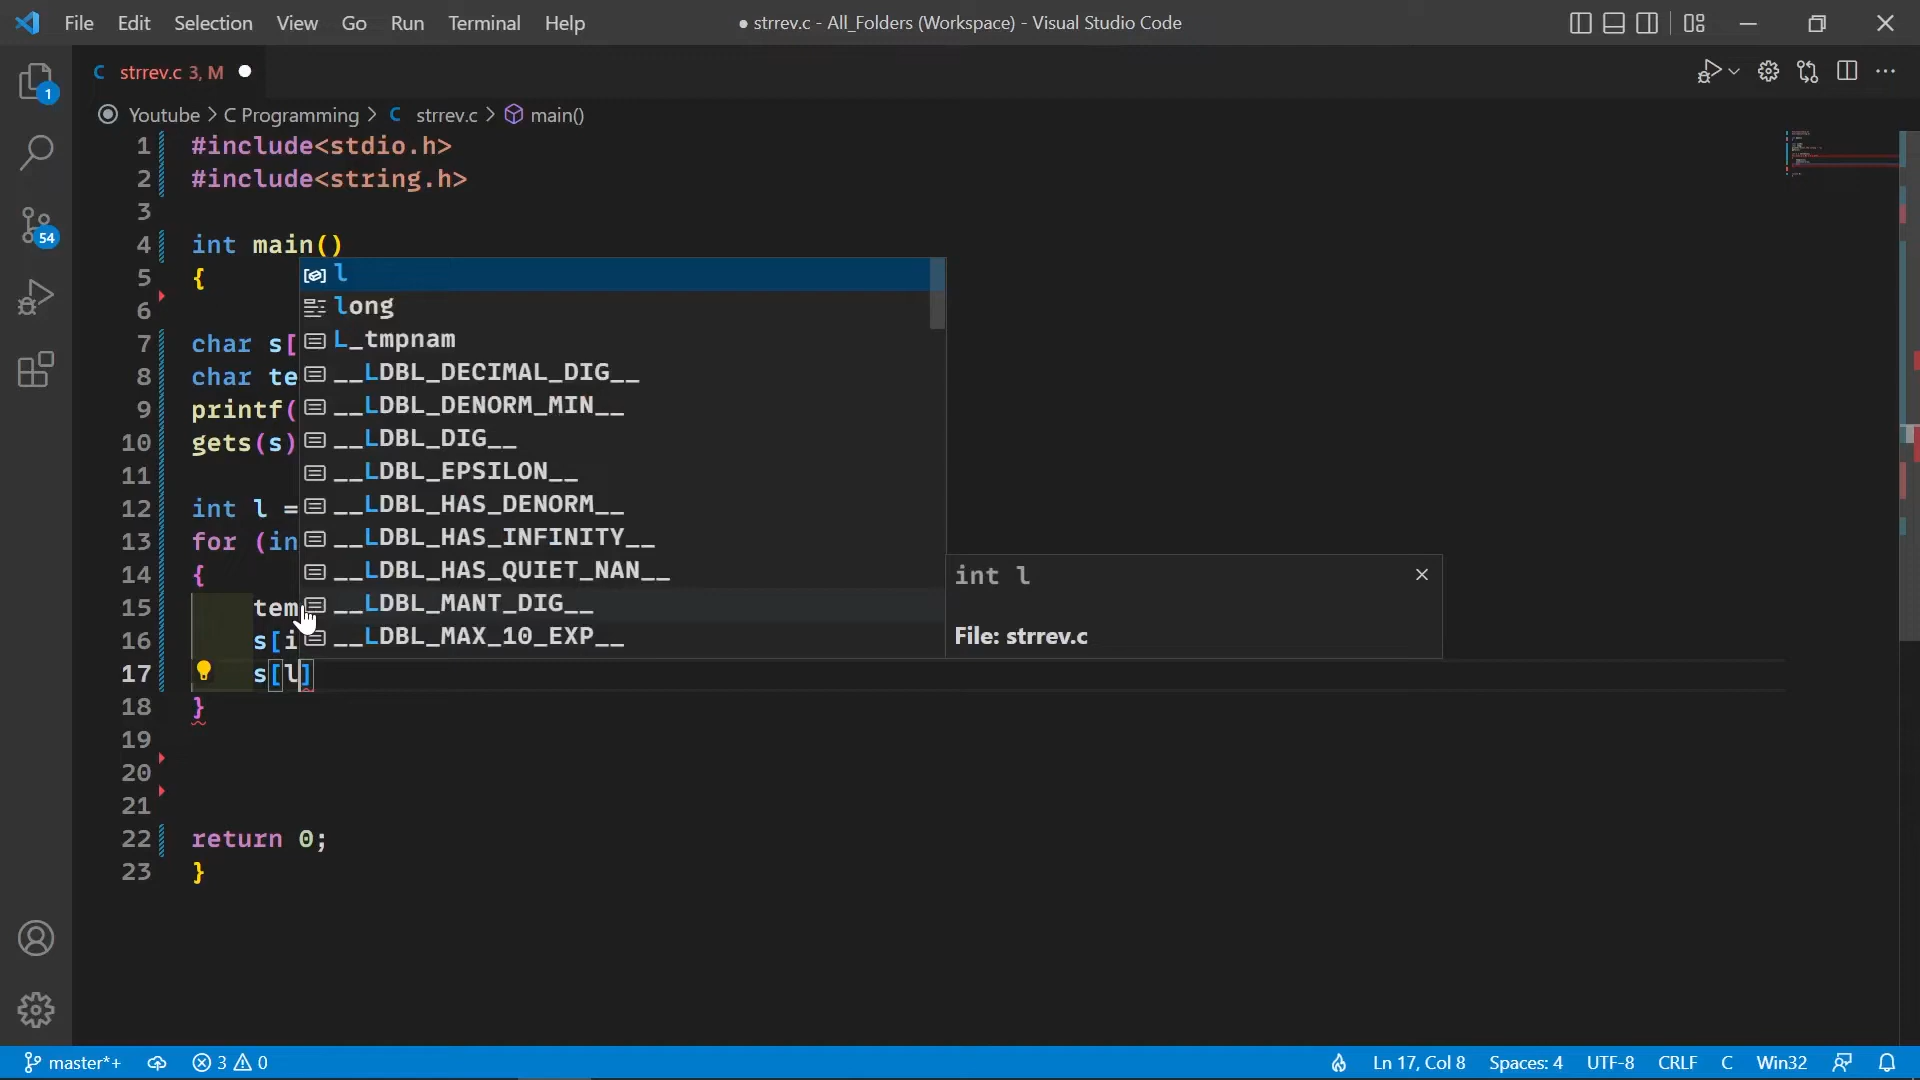 File Edit Selection View Go Run Terminal Help
● strrev.c - All_Folders (Workspace) - Visual Studio Code
C strrev.c 3, M ●
Youtube > C Programming > C strrev.c > main()
1 #include<stdio.h>
2 #include<string.h>
3
4 int main()
5 {
6
7 char s[
8 char te
9 printf(
10 gets(s)
11
12 int l =
13 for (in
14 {
15 tem
16 s[i
17 s[l]
18 }
19
20
21
22 return 0;
23 }
l
long
L_tmpnam
__LDBL_DECIMAL_DIG__
__LDBL_DENORM_MIN__
__LDBL_DIG__
__LDBL_EPSILON__
__LDBL_HAS_DENORM__
__LDBL_HAS_INFINITY__
__LDBL_HAS_QUIET_NAN__
__LDBL_MANT_DIG__
__LDBL_MAX_10_EXP__
int l
File: strrev.c
1
54
master*+ 3 0 Ln 17, Col 8 Spaces: 4 UTF-8 CRLF C Win32